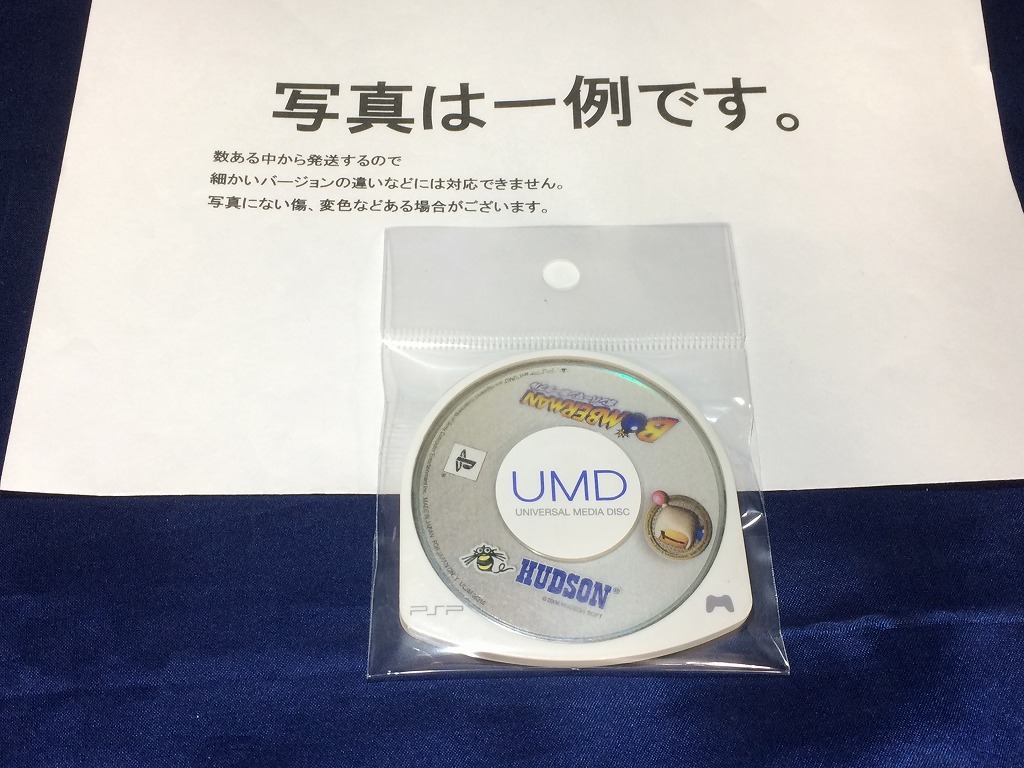 写真は一例です。
数ある中から発送するので
細かいバージョンの違いなどには対応できません。
写真にない傷、変色などある場合がございます。
BOMBERMAN
UMD
UNIVERSAL MEDIA DISC
HUDSON®
PSP